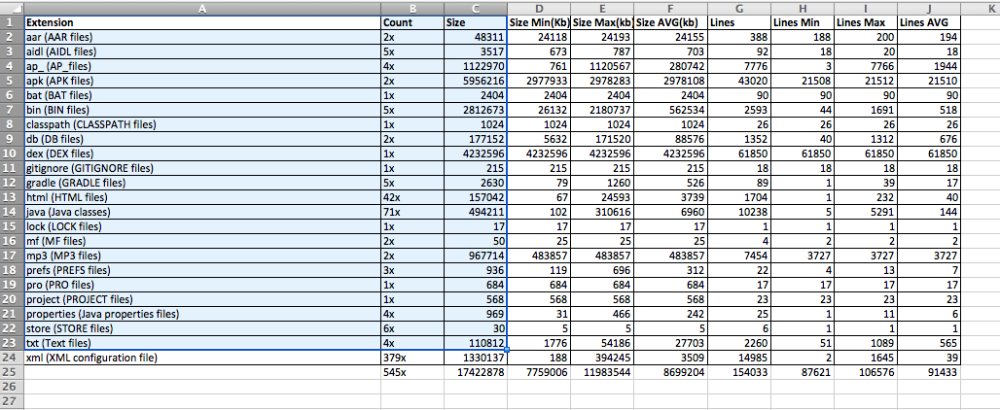 A B C D E F G H I J K
1 Extension Count Size Size Min(Kb) Size Max(kb) Size AVG(kb) Lines Lines Min Lines Max Lines AVG
2 aar (AAR files) 2x 48311 24118 24193 24155 388 188 200 194
3 aidl (AIDL files) 5x 3517 673 787 703 92 18 20 18
4 ap_ (AP_files) 4x 1122970 761 1120567 280742 7776 3 7766 1944
5 apk (APK files) 2x 5956216 2977933 2978283 2978108 43020 21508 21512 21510
6 bat (BAT files) 1x 2404 2404 2404 2404 90 90 90 90
7 bin (BIN files) 5x 2812673 26132 2180737 562534 2593 44 1691 518
8 classpath (CLASSPATH files) 1x 1024 1024 1024 1024 26 26 26 26
9 db (DB files) 2x 177152 5632 171520 88576 1352 40 1312 676
10 dex (DEX files) 1x 4232596 4232596 4232596 4232596 61850 61850 61850 61850
11 gitignore (GITIGNORE files) 1x 215 215 215 215 18 18 18 18
12 gradle (GRADLE files) 5x 2630 79 1260 526 89 1 39 17
13 html (HTML files) 42x 157042 67 24593 3739 1704 1 232 40
14 java (Java classes) 71x 494211 102 310616 6960 10238 5 5291 144
15 lock (LOCK files) 1x 17 17 17 17 1 1 1 1
16 mf (MF files) 2x 50 25 25 25 4 2 2 2
17 mp3 (MP3 files) 2x 967714 483857 483857 483857 7454 3727 3727 3727
18 prefs (PREFS files) 3x 936 119 696 312 22 4 13 7
19 pro (PRO files) 1x 684 684 684 684 17 17 17 17
20 project (PROJECT files) 1x 568 568 568 568 23 23 23 23
21 properties (Java properties files) 4x 969 31 466 242 25 1 11 6
22 store (STORE files) 6x 30 5 5 5 6 1 1 1
23 txt (Text files) 4x 110812 1776 54186 27703 2260 51 1089 565
24 xml (XML configuration file) 379x 1330137 188 394245 3509 14985 2 1645 39
25 545x 17422878 7759006 11983544 8699204 154033 87621 106576 91433
26
27